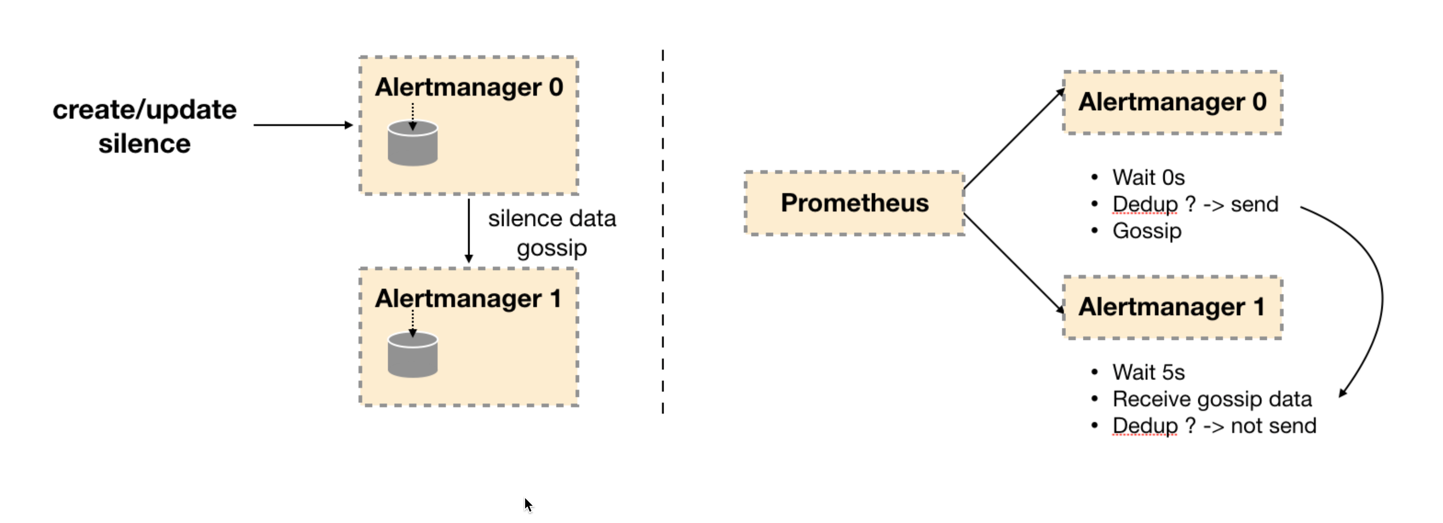 create/update
silence
Alertmanager 0
silence data
gossip
Alertmanager 1
Prometheus
Alertmanager 0
• Wait 0s
• Dedup ? -> send
• Gossip
Alertmanager 1
• Wait 5s
• Receive gossip data
• Dedup ? -> not send